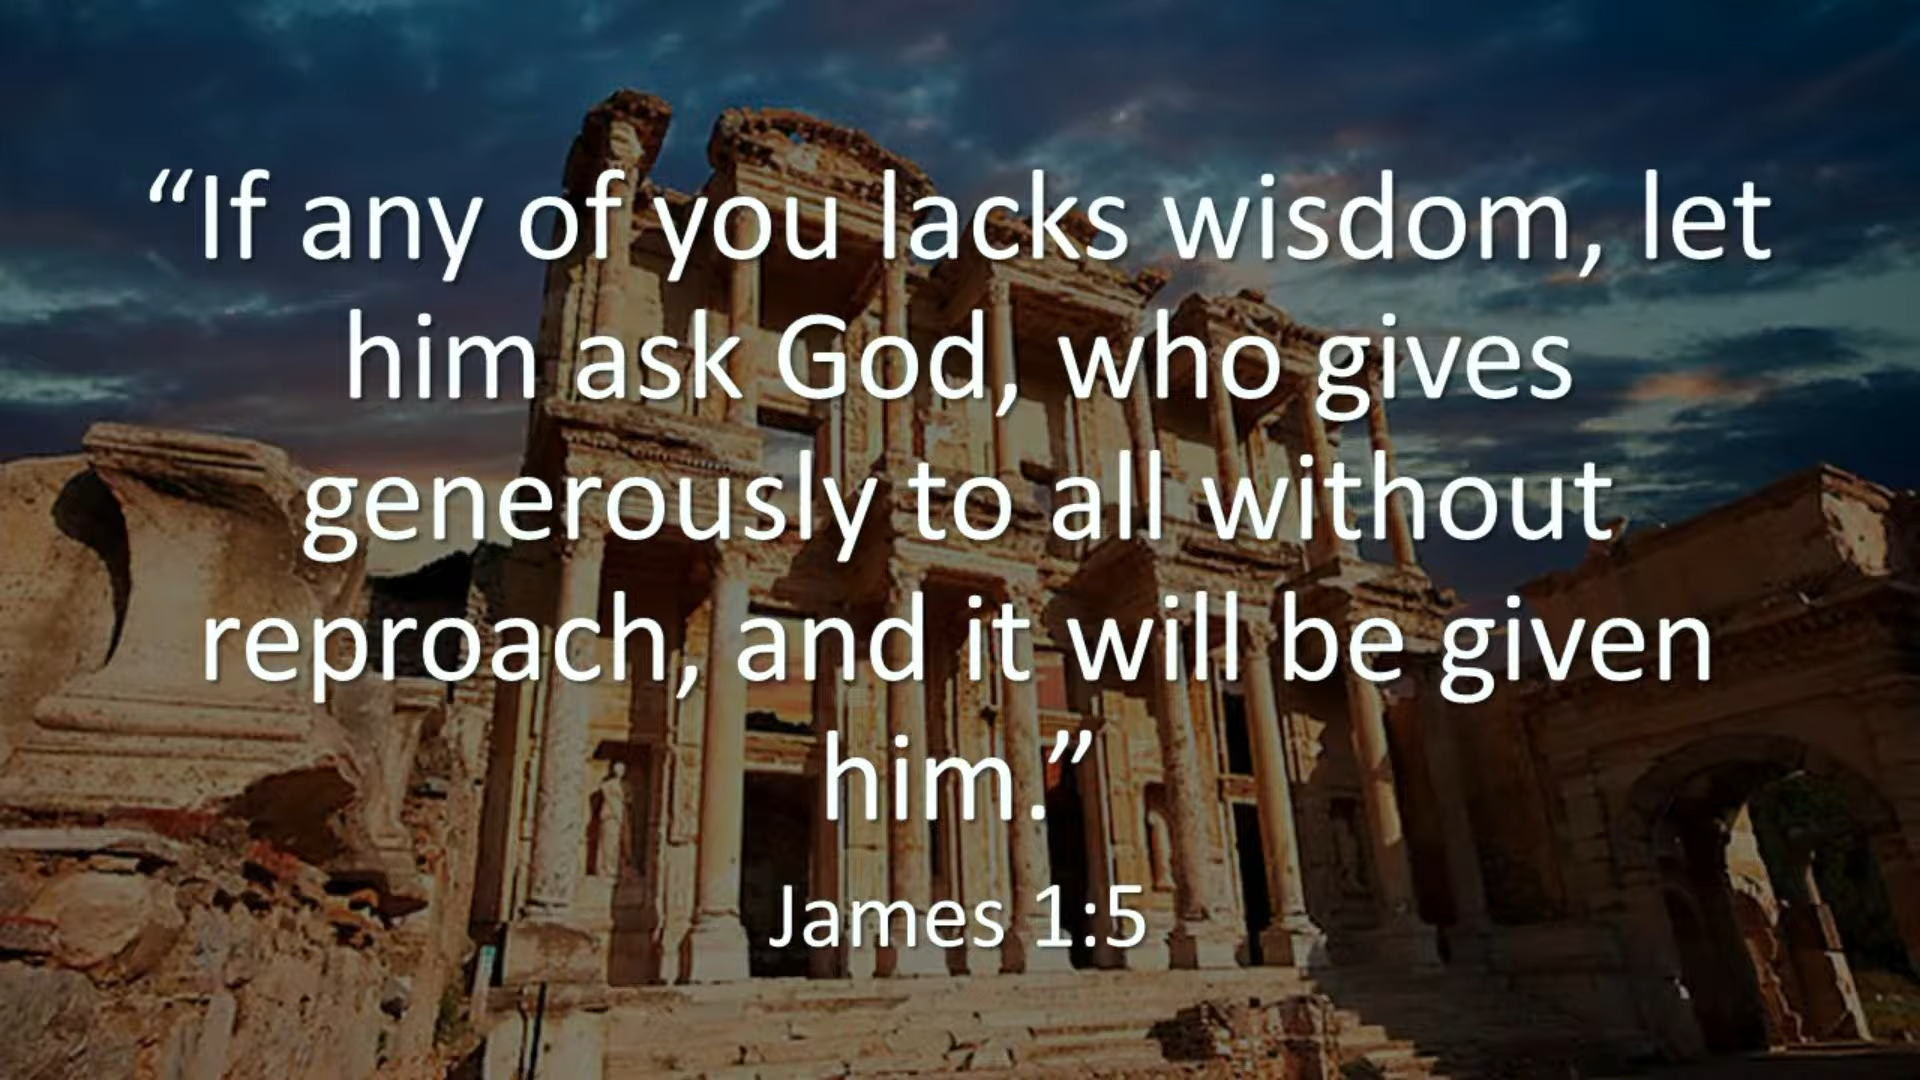 “If any of you lacks wisdom, let
him ask God, who gives
generously to all without
reproach, and it will be given
him.”
James 1:5